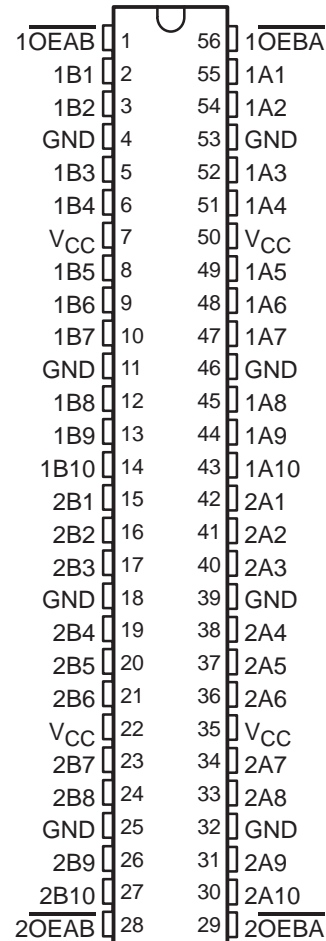 1OEAB 1 56 1OEBA
1B1 2 55 1A1
1B2 3 54 1A2
GND 4 53 GND
1B3 5 52 1A3
1B4 6 51 1A4
VCC 7 50 VCC
1B5 8 49 1A5
1B6 9 48 1A6
1B7 10 47 1A7
GND 11 46 GND
1B8 12 45 1A8
1B9 13 44 1A9
1B10 14 43 1A10
2B1 15 42 2A1
2B2 16 41 2A2
2B3 17 40 2A3
GND 18 39 GND
2B4 19 38 2A4
2B5 20 37 2A5
2B6 21 36 2A6
VCC 22 35 VCC
2B7 23 34 2A7
2B8 24 33 2A8
GND 25 32 GND
2B9 26 31 2A9
2B10 27 30 2A10
2OEAB 28 29 2OEBA